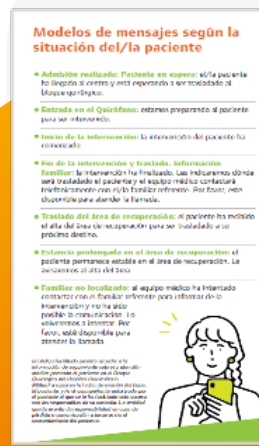 Modelos de mensajes según la
situación del/la paciente
Admisión realizada: Paciente en espera: el/la paciente
ha llegado al centro y está esperando a ser trasladado al
bloque quirúrgico.
Entrada en el Quirófano: estamos preparando al paciente
para ser intervenido.
Inicio de la intervención: la intervención del paciente ha
comenzado.
Fin de la intervención y traslado. Información
familiar: la intervención ha finalizado. Les indicaremos dónde
será trasladado el paciente y el equipo médico contactará
telefónicamente con el/la familiar referente. Por favor, esté
disponible para atender la llamada.
Traslado del área de recuperación: el paciente ha recibido
el alta del área de recuperación para ser trasladado a su
próximo destino.
Estancia prolongada en el área de recuperación: el
paciente permanece estable en el área de recuperación. Le
avisaremos al alta del área.
Familiar no localizado: el equipo médico ha intentado
contactar con el familiar referente para informar de la
intervención y no ha sido
posible la comunicación. Lo
volveremos a intentar. Por
favor, esté disponible para
atender la llamada